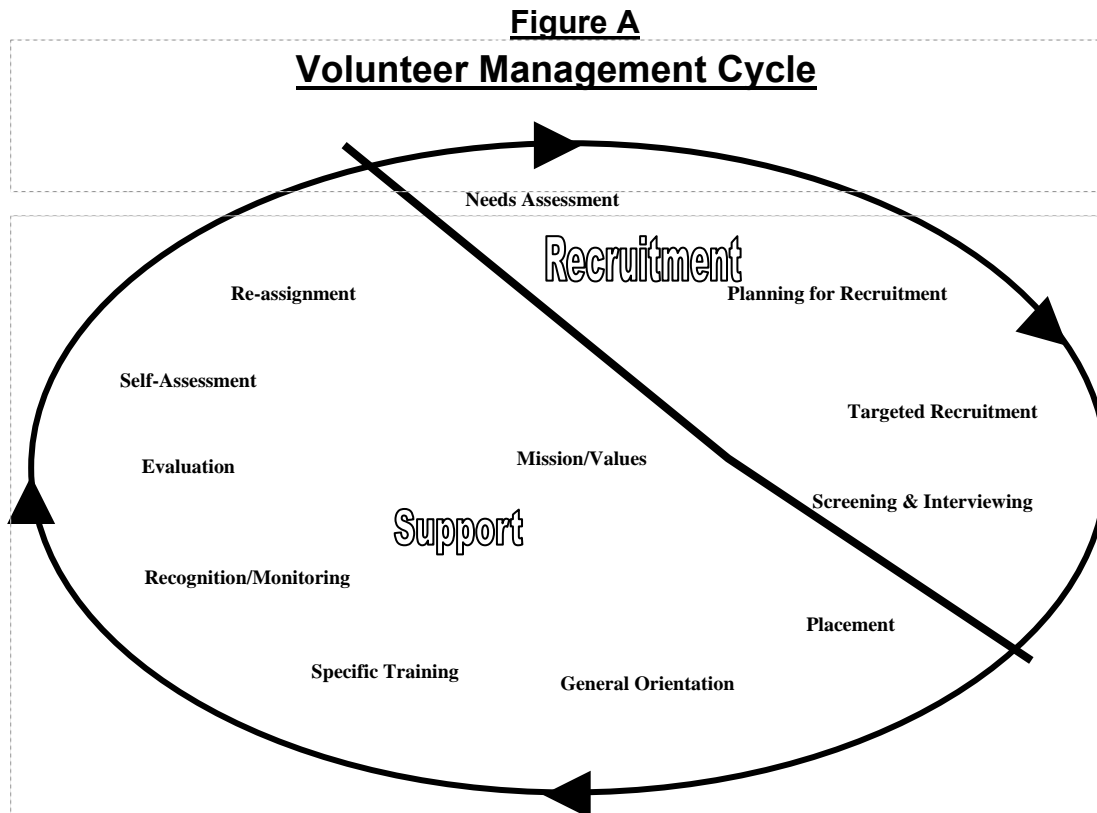 Figure A
Volunteer Management Cycle
Needs Assessment
Recruitment
Re-assignment
Planning for Recruitment
Self-Assessment
Targeted Recruitment
Mission/Values
Evaluation
Screening & Interviewing
Support
Recognition/Monitoring
Placement
Specific Training
General Orientation